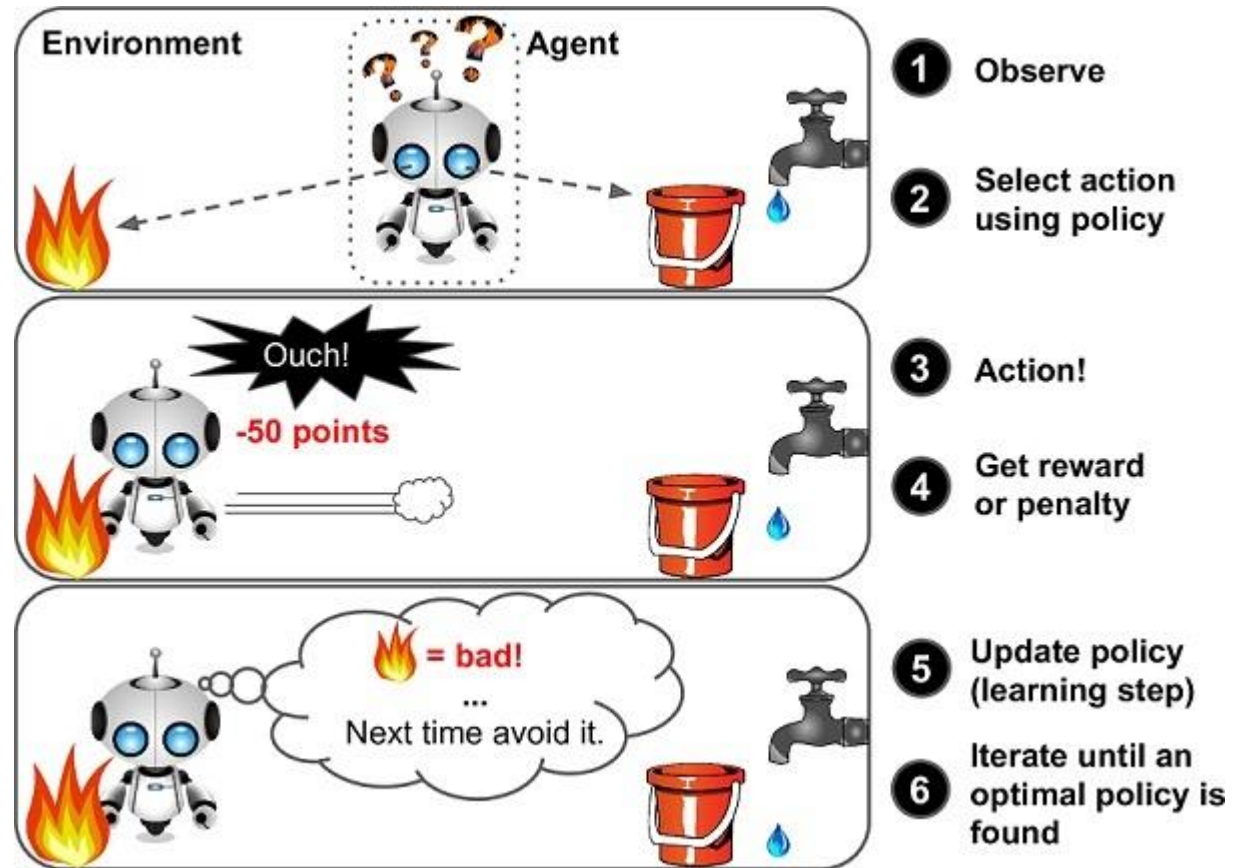 Environment
Agent
? ? ?
1 Observe
2 Select action
using policy
Ouch!
-50 points
3 Action!
4 Get reward
or penalty
= bad!
...
Next time avoid it.
5 Update policy
(learning step)
6 Iterate until an
optimal policy is
found